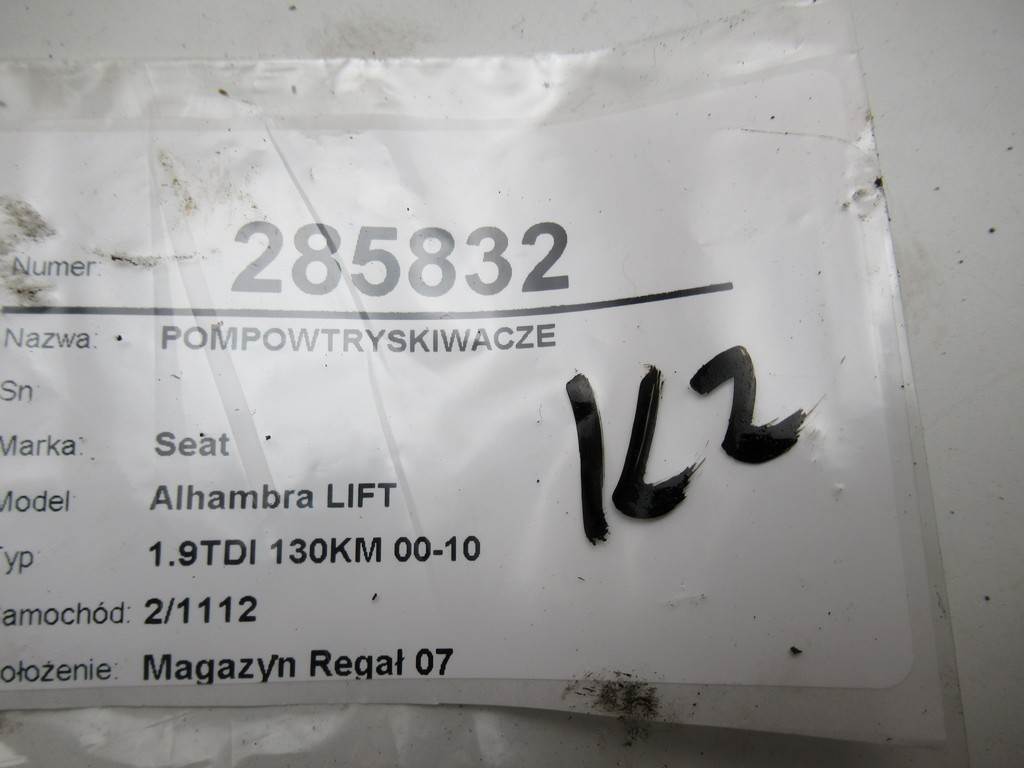 Numer: 285832
Nazwa: POMPOWTRYSKIWACZE
Sn
Marka: Seat
Model Alhambra LIFT
Typ 1.9TDI 130KM 00-10
amochód: 2/1112
ołożenie: Magazyn Regał 07